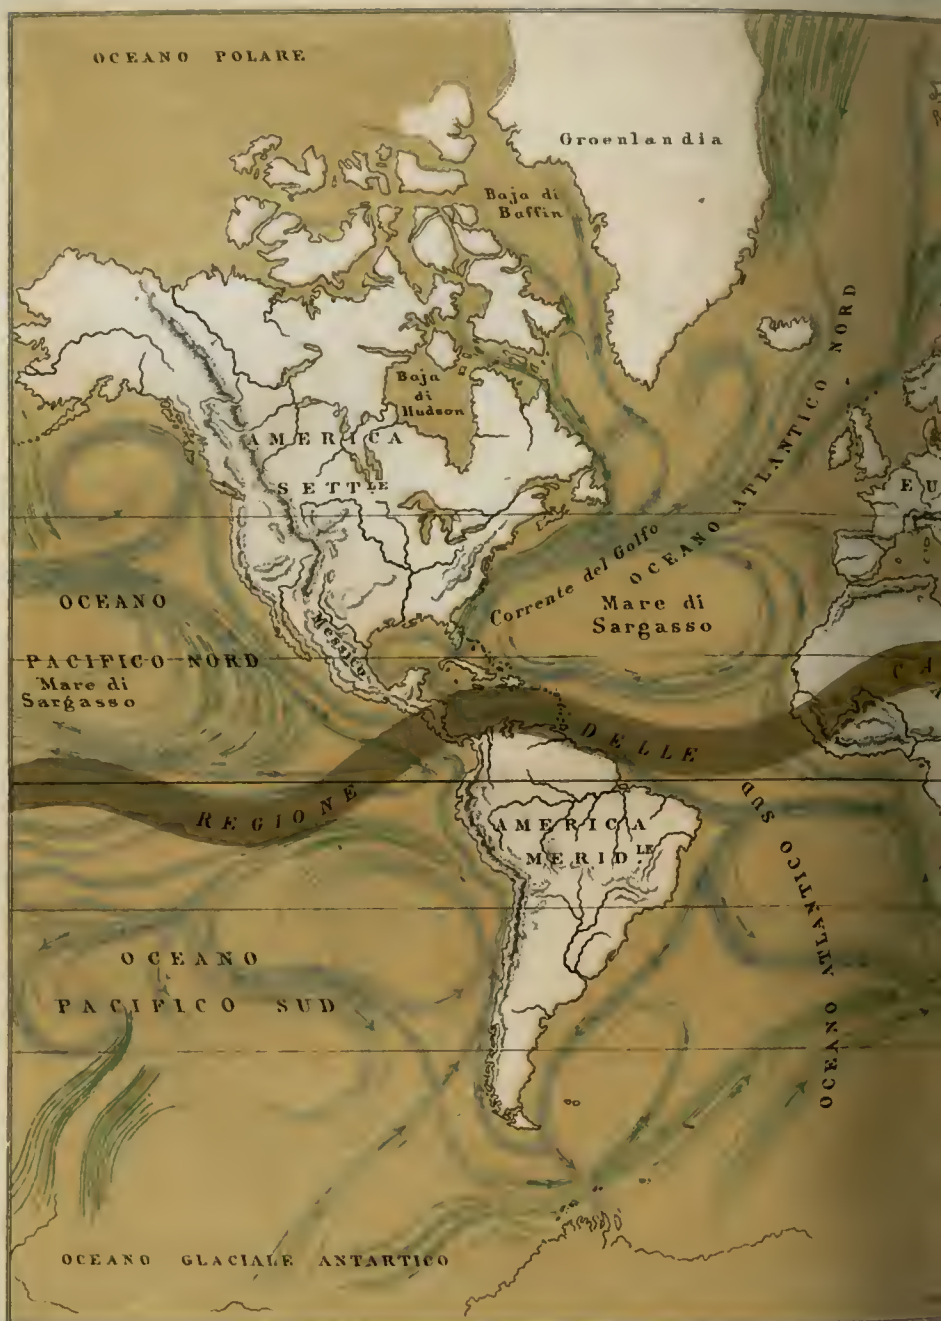 OCEANO POLARE
Groenlandia
Baja di
Baffin
Baja
di
Hudson
AMERICA
SETT.LE
OCEANO ATLANTICO NORD
EU
Corrente del Golfo
Mare di
Sargasso
OCEANO
PACIFICO NORD
Mare di
Sargasso
Messico
REGIONE DELLE CA
AMERICA
MERID.LE
OCEANO ATLANTICO SUD
OCEANO
PACIFICO SUD
OCEANO GLACIALE ANTARTICO